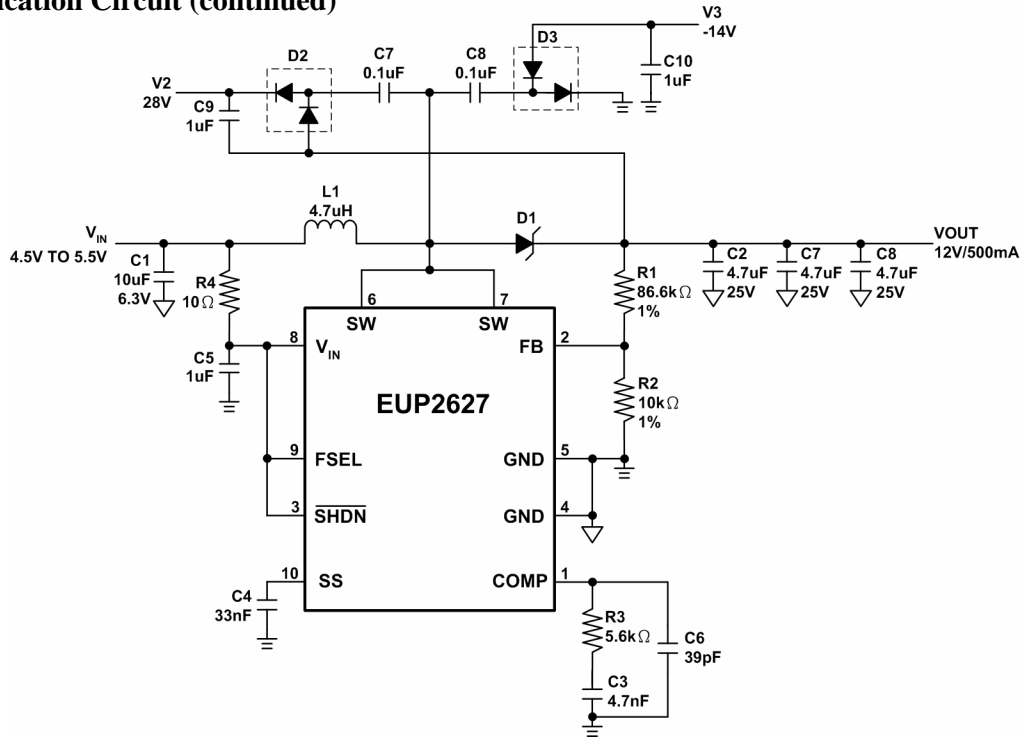 ication Circuit (continued)
V3
-14V
D2
C7
0.1uF
C8
0.1uF
D3
C10
1uF
V2
28V
C9
1uF
L1
4.7uH
D1
VIN
4.5V TO 5.5V
C1
10uF
6.3V
R4
10Ω
VOUT
12V/500mA
R1
86.6kΩ
1%
C2
4.7uF
25V
C7
4.7uF
25V
C8
4.7uF
25V
6
7
SW
SW
8
VIN
FB
2
C5
1uF
R2
10kΩ
1%
EUP2627
9
FSEL
GND
5
3
SHDN
GND
4
10
SS
COMP
1
C4
33nF
R3
5.6kΩ
C6
39pF
C3
4.7nF